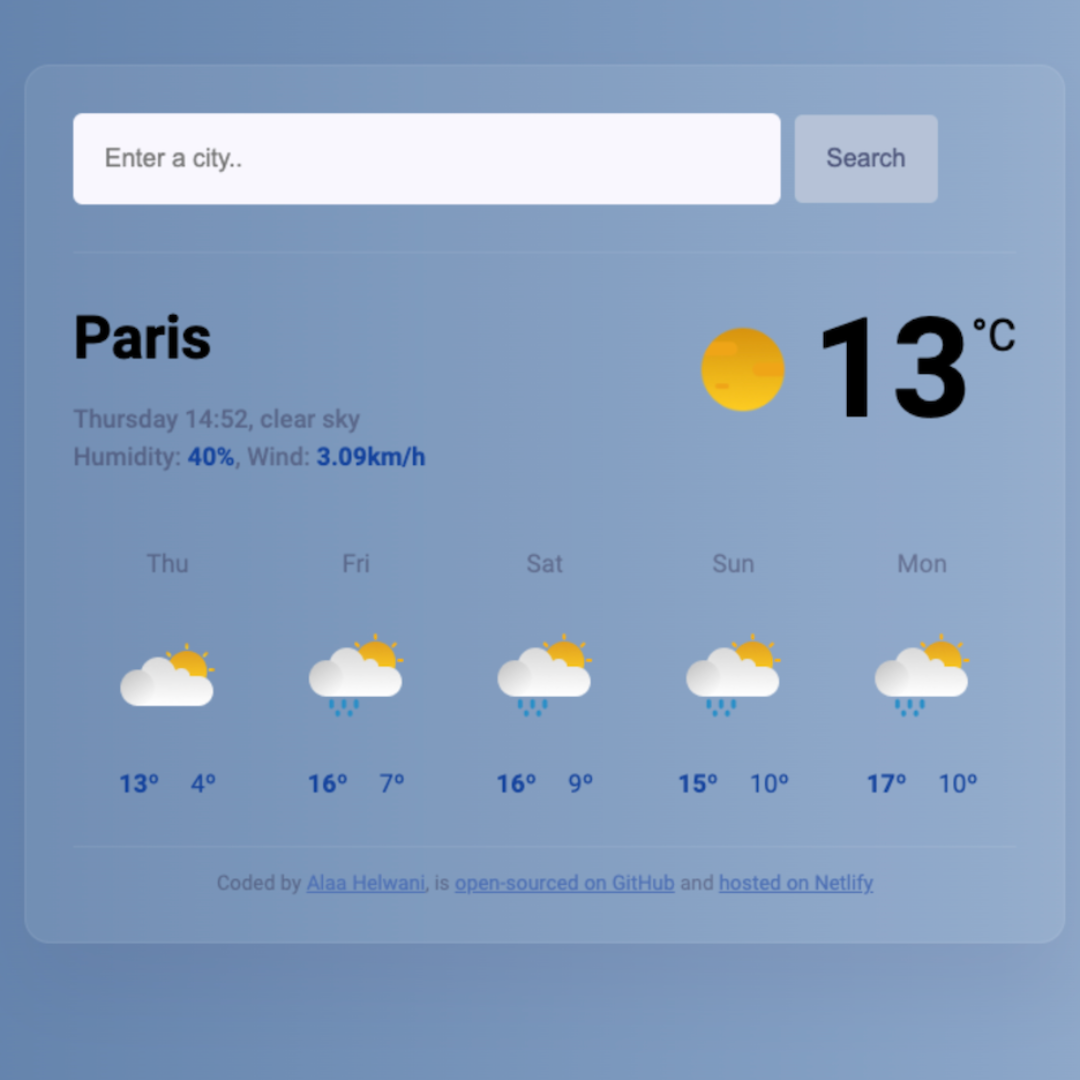 Enter a city..
Search
Paris
13 °C
Thursday 14:52, clear sky
Humidity: 40%, Wind: 3.09km/h
Thu Fri Sat Sun Mon
13° 4° 16° 7° 16° 9° 15° 10° 17° 10°
Coded by Alaa Helwani, is open-sourced on GitHub and hosted on Netlify